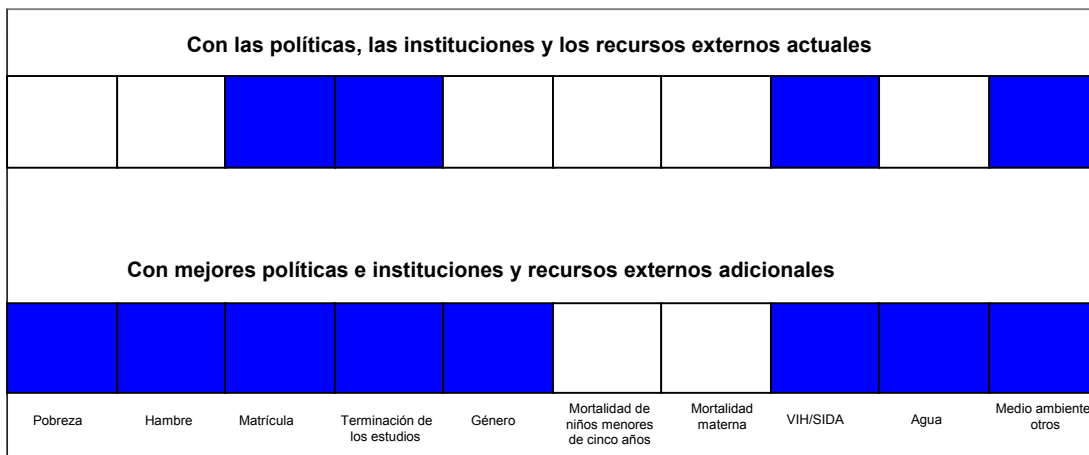 Con las políticas, las instituciones y los recursos externos actuales
Con mejores políticas e instituciones y recursos externos adicionales
Pobreza
Hambre
Matrícula
Terminación de
los estudios
Género
Mortalidad de
niños menores
de cinco años
Mortalidad
materna
VIH/SIDA
Agua
Medio ambiente
otros